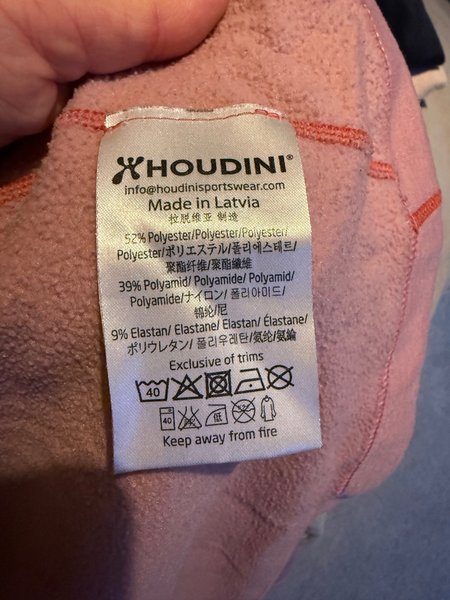 HOUDINI®
info@houdinisportswear.com
Made in Latvia
拉脱维亚 制造
52% Polyester/Polyester/Polyester/
Polyester/ポリエステル/폴리에스테르/
聚酯纤维/聚酯纖維
39% Polyamid/ Polyamide/ Polyamid/
Polyamide/ナイロン/ 폴리아미드/
锦纶/尼
9% Elastan/ Elastane/ Elastan/ Élastane/
ポリウレタン/ 폴리우레탄/氨纶/氨綸
Exclusive of trims
40
40 低
Keep away from fire